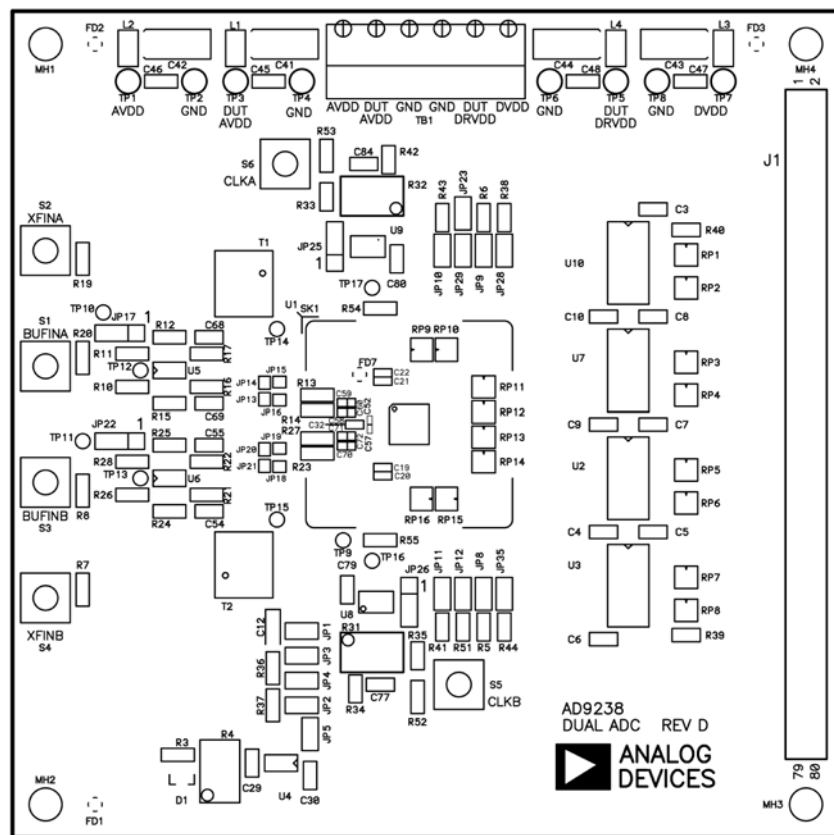 L2 FD2 L1 L4 L3 FD3
MH1 C42 C41 C44 C43 MH4
C46 C45 C48 C47
TP1 TP2 TP3 TP4 TP6 TP5 TP8 TP7
AVDD GND DUT AVDD GND GND DUT DRVDD GND DVDD
AVDD DUT AVDD GND GND DUT DRVDD DVDD
TB1
1 2
J1
R53 C84 R42
S6
CLKA
R33 R32
R43 JP23 R6 R38
C3
R40
S2
XFINA
R19
T1
JP25
1
U9
C80
TP17
JP10 JP29 JP9 JP28
U10
RP1
RP2
TP10
JP17 1
R54
U1 SK1
C10 C8
S1
BUFINA
R20
R12 C68
R11 R17
TP12 U5
R10 R16
R15 C69
TP14
RP9 RP10
FD7
C22
C21
U7
RP3
RP4
JP14 JP15
JP13 JP16
R13
C59
C52
R14
C32
R27
C57
C72
C70
R23
RP11
RP12
RP13
RP14
JP22 1
TP11
R25 C55
R28 R22
TP13 U6
R26 R21
R24 C54
JP20 JP19
JP21 JP18
C19
C20
C9 C7
U2
RP5
RP6
BUFINB
S3
R8
TP15
RP16 RP15
C4 C5
TP9 R55
TP16
C79
JP26
1
JP11 JP12 JP8 JP35
U3
RP7
RP8
R7
XFINB
S4
T2
U8
R31
R35
R41 R51 R5 R44
C6 R39
C12 JP1
R36 JP3
JP4
R37 JP2
JP5
R34 C77
R52
S5
CLKB
AD9238
DUAL ADC REV D
ANALOG
DEVICES
R3 R4
D1
C29 U4 C30
MH2
FD1
79 80
MH3